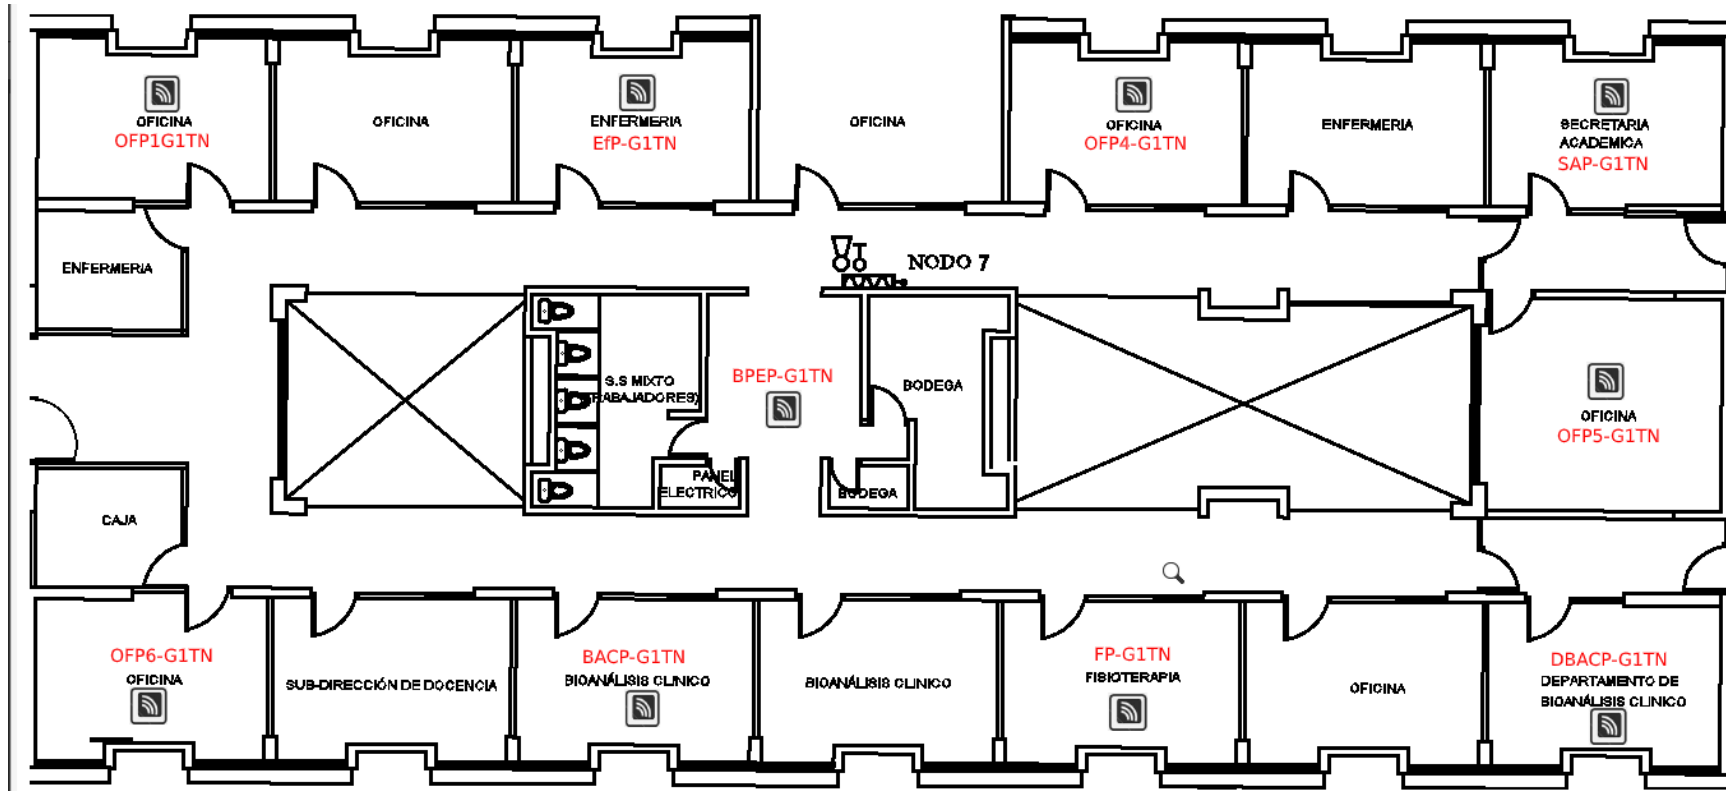 OFICINA
OFP1G1TN
OFICINA
ENFERMERIA
EfP-G1TN
OFICINA
OFICINA
OFP4-G1TN
ENFERMERIA
SECRETARIA
ACADEMICA
SAP-G1TN
ENFERMERIA
NODO 7
S.S MIXTO
TRABAJADORES)
BPEP-G1TN
BODEGA
OFICINA
OFP5-G1TN
PANEL
ELECTRICO
BODEGA
CAJA
OFP6-G1TN
OFICINA
SUB-DIRECCIÓN DE DOCENCIA
BACP-G1TN
BIOANÁLISIS CLINICO
BIOANÁLISIS CLINICO
FP-G1TN
FISIOTERAPIA
OFICINA
DBACP-G1TN
DEPARTAMENTO DE
BIOANÁLISIS CLINICO